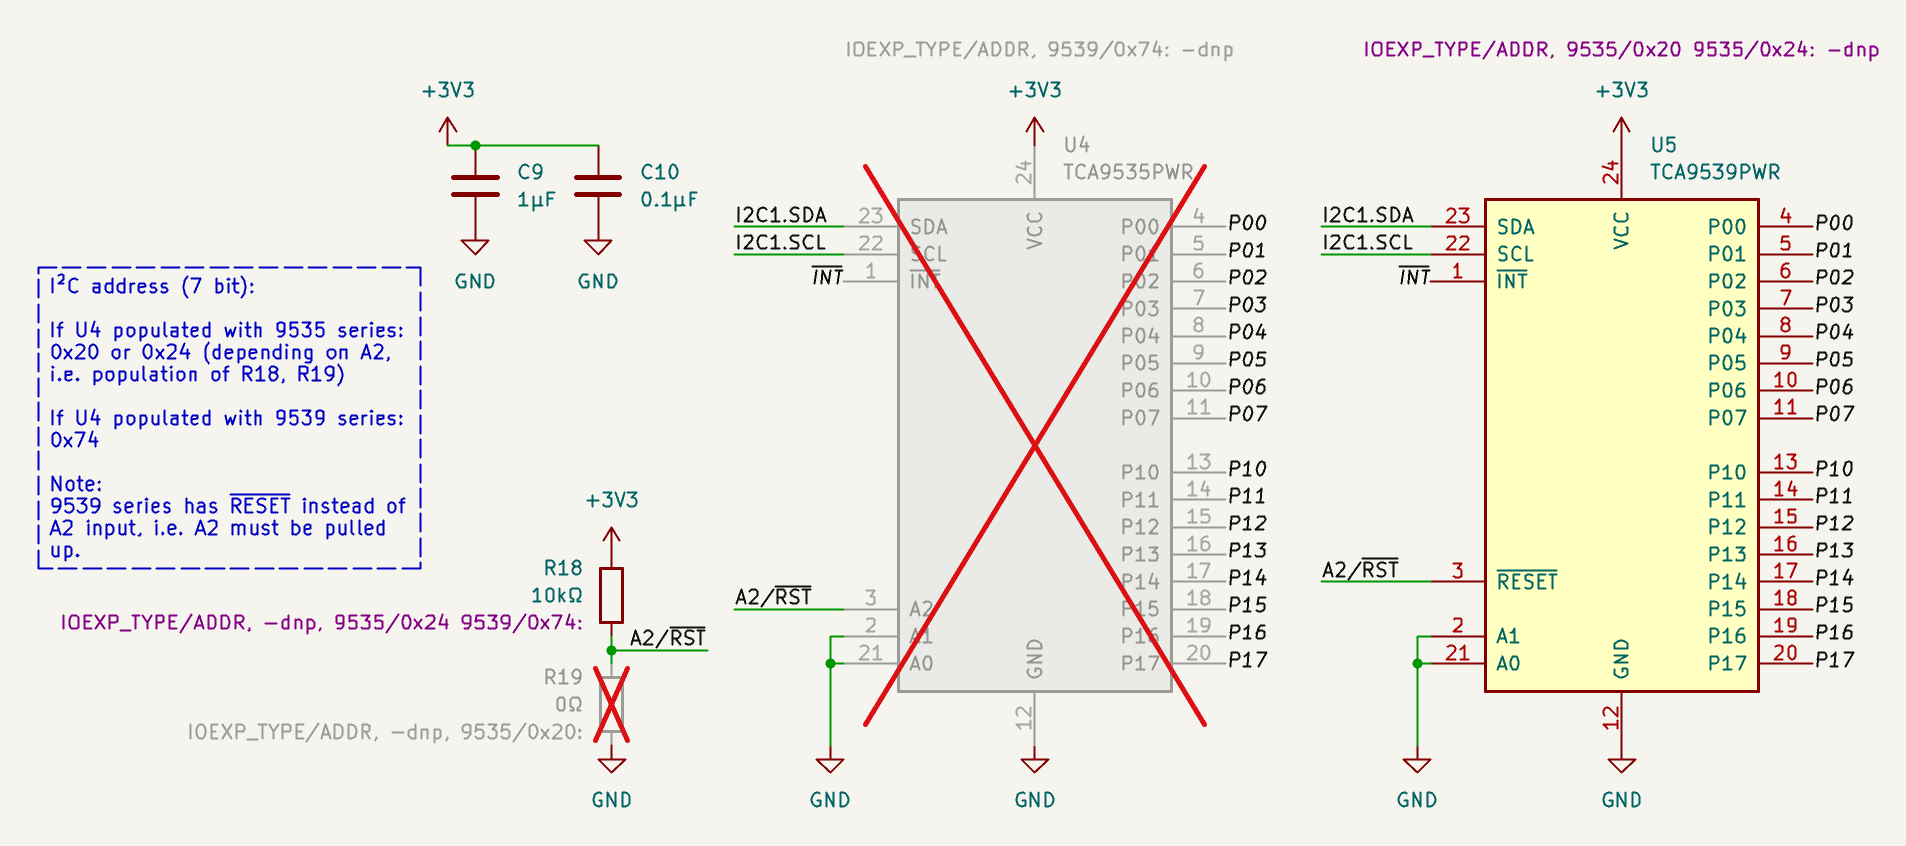 IOEXP_TYPE/ADDR, 9539/0x74: -dnp
IOEXP_TYPE/ADDR, 9535/0x20 9535/0x24: -dnp
+3V3
C9
1µF
C10
0.1µF
GND
GND
I²C address (7 bit):
If U4 populated with 9535 series:
0x20 or 0x24 (depending on A2,
i.e. population of R18, R19)
If U4 populated with 9539 series:
0x74
Note:
9539 series has RESET instead of
A2 input, i.e. A2 must be pulled
up.
+3V3
R18
10kΩ
IOEXP_TYPE/ADDR, -dnp, 9535/0x24 9539/0x74:
A2/RST
R19
0Ω
IOEXP_TYPE/ADDR, -dnp, 9535/0x20:
GND
+3V3
U4
TCA9535PWR
24
VCC
I2C1.SDA 23 SDA
I2C1.SCL 22 SCL
INT 1 INT
A2/RST 3 A2
2 A1
21 A0
P00 4 P00
P01 5 P01
P02 6 P02
P03 7 P03
P04 8 P04
P05 9 P05
P06 10 P06
P07 11 P07
P10 13 P10
P11 14 P11
P12 15 P12
P13 16 P13
P14 17 P14
P15 18 P15
P16 19 P16
P17 20 P17
GND
12
GND
GND
+3V3
U5
TCA9539PWR
24
VCC
I2C1.SDA 23 SDA
I2C1.SCL 22 SCL
INT 1 INT
A2/RST 3 RESET
2 A1
21 A0
P00 4 P00
P01 5 P01
P02 6 P02
P03 7 P03
P04 8 P04
P05 9 P05
P06 10 P06
P07 11 P07
P10 13 P10
P11 14 P11
P12 15 P12
P13 16 P13
P14 17 P14
P15 18 P15
P16 19 P16
P17 20 P17
GND
12
GND
GND